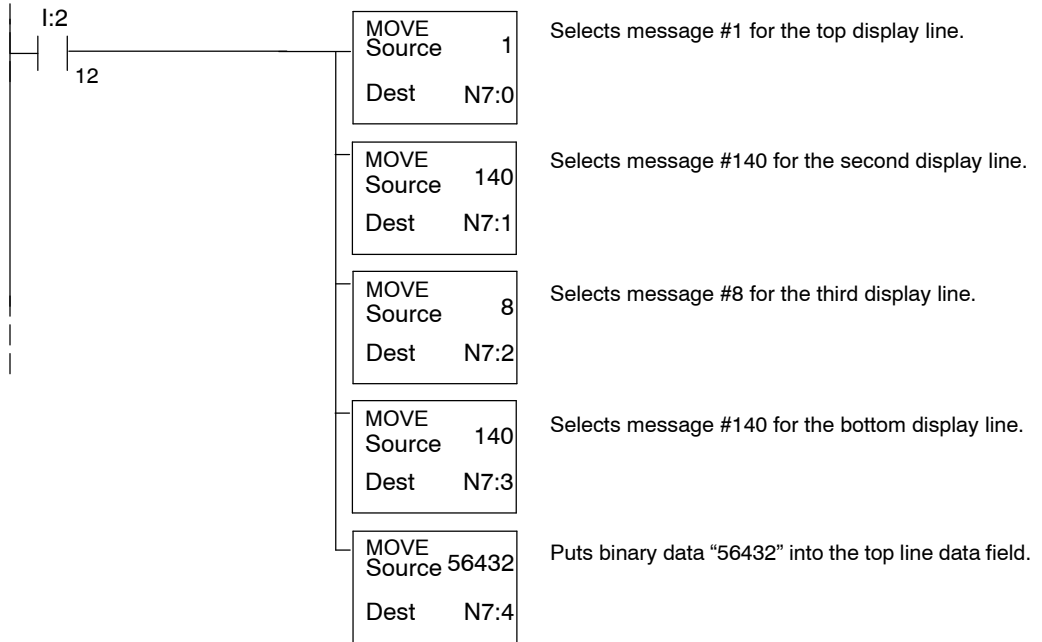 I:2
12
MOVE
Source 1
Dest N7:0
Selects message #1 for the top display line.
MOVE
Source 140
Dest N7:1
Selects message #140 for the second display line.
MOVE
Source 8
Dest N7:2
Selects message #8 for the third display line.
MOVE
Source 140
Dest N7:3
Selects message #140 for the bottom display line.
MOVE
Source 56432
Dest N7:4
Puts binary data “56432” into the top line data field.